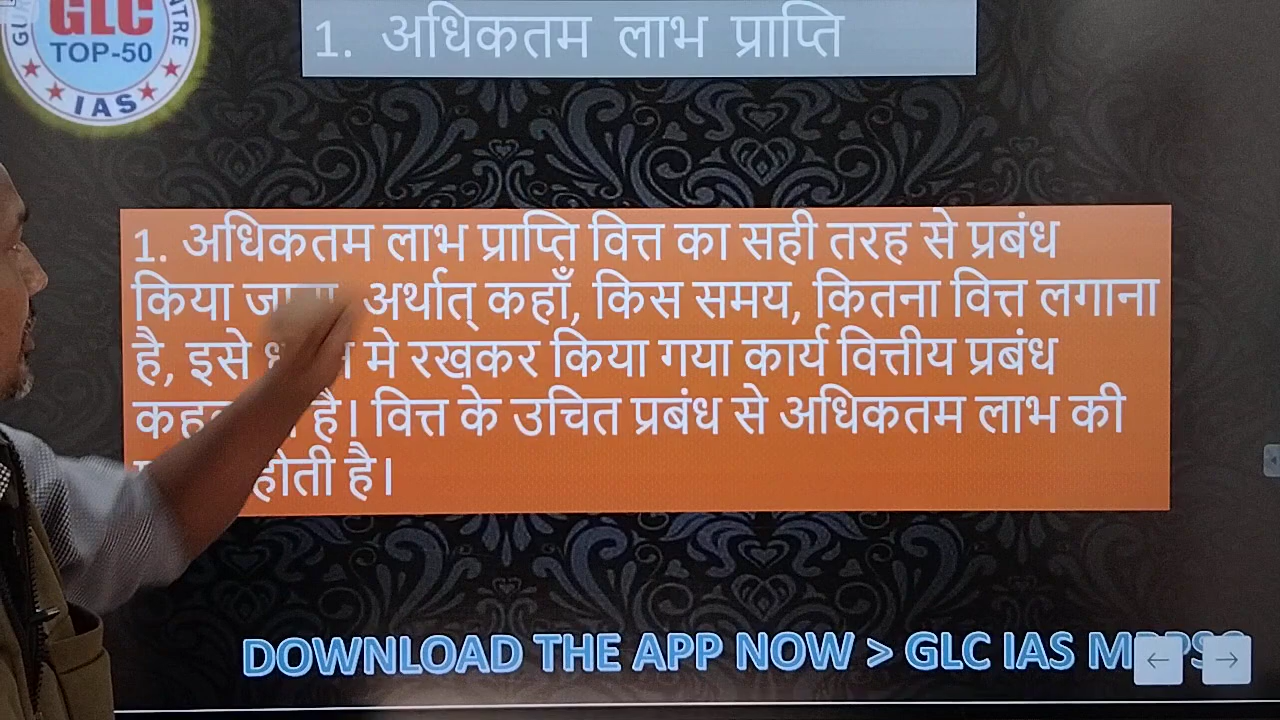 GLC
TOP-50
IAS
1. अधिकतम लाभ प्राप्ति
1. अधिकतम लाभ प्राप्ति वित्त का सही तरह से प्रबंध
किया अर्थात् कहाँ, किस समय, कितना वित्त लगाना
है, इसे मे रखकर किया गया कार्य वित्तीय प्रबंध
है। वित्त के उचित प्रबंध से अधिकतम लाभ की
होती है।
DOWNLOAD THE APP NOW > GLC IAS